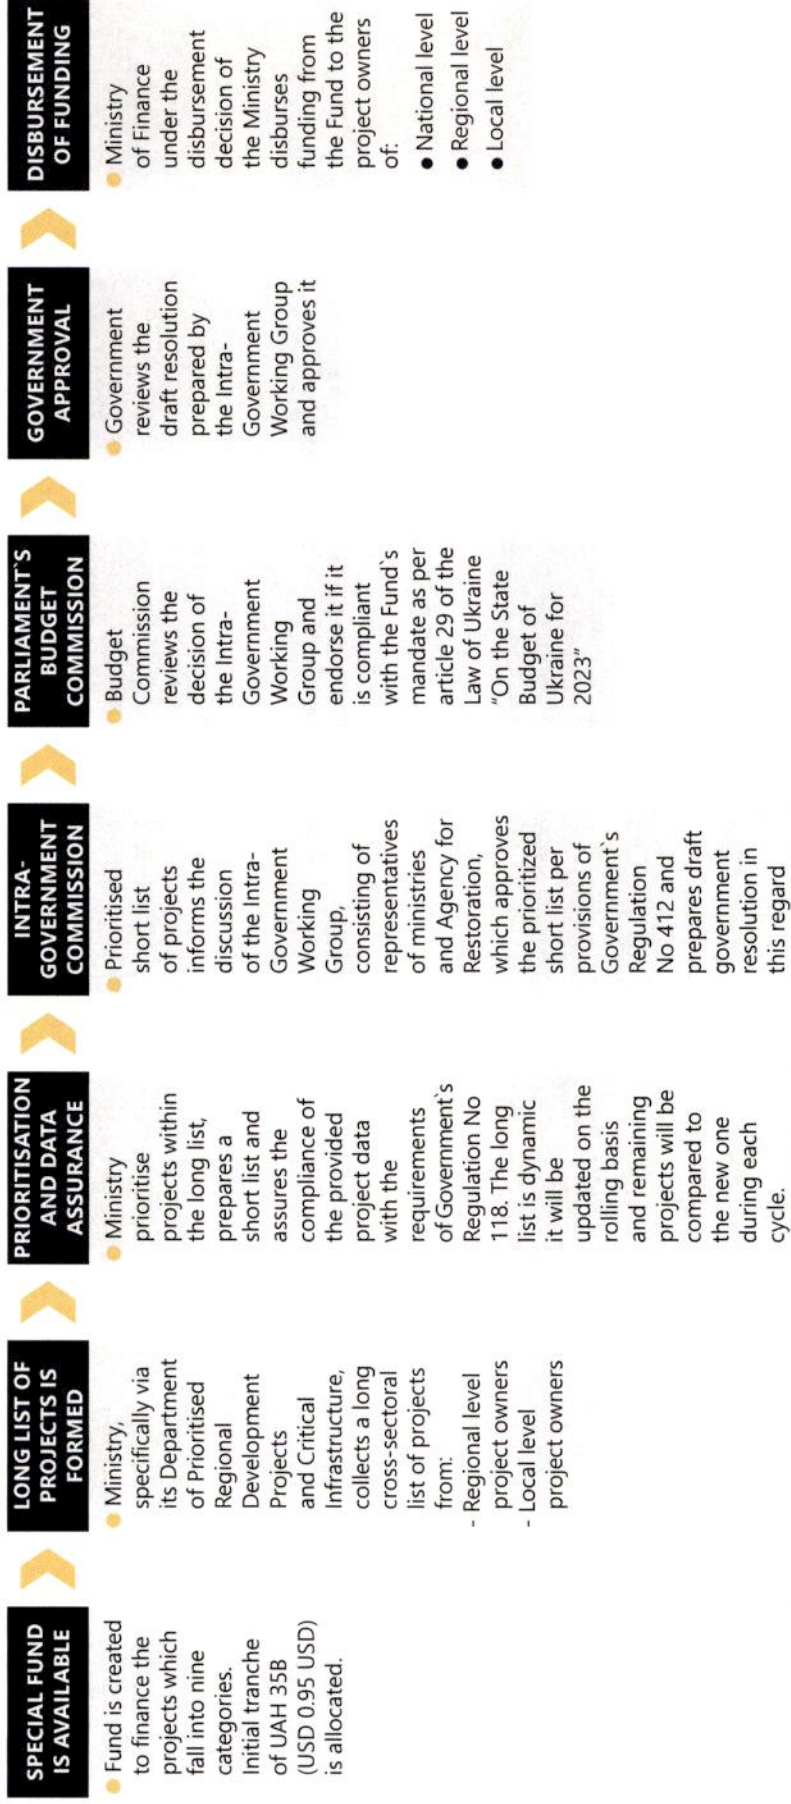 SPECIAL FUND
IS AVAILABLE
● Fund is created
to finance the
projects which
fall into nine
categories.
Initial tranche
of UAH 35B
(USD 0.95 USD)
is allocated.
LONG LIST OF
PROJECTS IS
FORMED
● Ministry,
specifically via
its Department
of Prioritised
Regional
Development
Projects
and Critical
Infrastructure,
collects a long
cross-sectoral
list of projects
from:
- Regional level
project owners
- Local level
project owners
PRIORITISATION
AND DATA
ASSURANCE
● Ministry
prioritise
projects within
the long list,
prepares a
short list and
assures the
compliance of
the provided
project data
with the
requirements
of Government`s
Regulation No
118. The long
list is dynamic
it will be
updated on the
rolling basis
and remaining
projects will be
compared to
the new one
during each
cycle.
INTRA-
GOVERNMENT
COMMISSION
● Prioritised
short list
of projects
informs the
discussion
of the Intra-
Government
Working
Group,
consisting of
representatives
of ministries
and Agency for
Restoration,
which approves
the prioritized
short list per
provisions of
Government`s
Regulation
No 412 and
prepares draft
government
resolution in
this regard
PARLIAMENT`S
BUDGET
COMMISSION
● Budget
Commission
reviews the
decision of
the Intra-
Government
Working
Group and
endorse it if it
is compliant
with the Fund`s
mandate as per
article 29 of the
Law of Ukraine
“On the State
Budget of
Ukraine for
2023”
GOVERNMENT
APPROVAL
● Government
reviews the
draft resolution
prepared by
the Intra-
Government
Working Group
and approves it
DISBURSEMENT
OF FUNDING
● Ministry
of Finance
under the
disbursement
decision of
the Ministry
disburses
funding from
the Fund to the
project owners
of:
● National level
● Regional level
● Local level